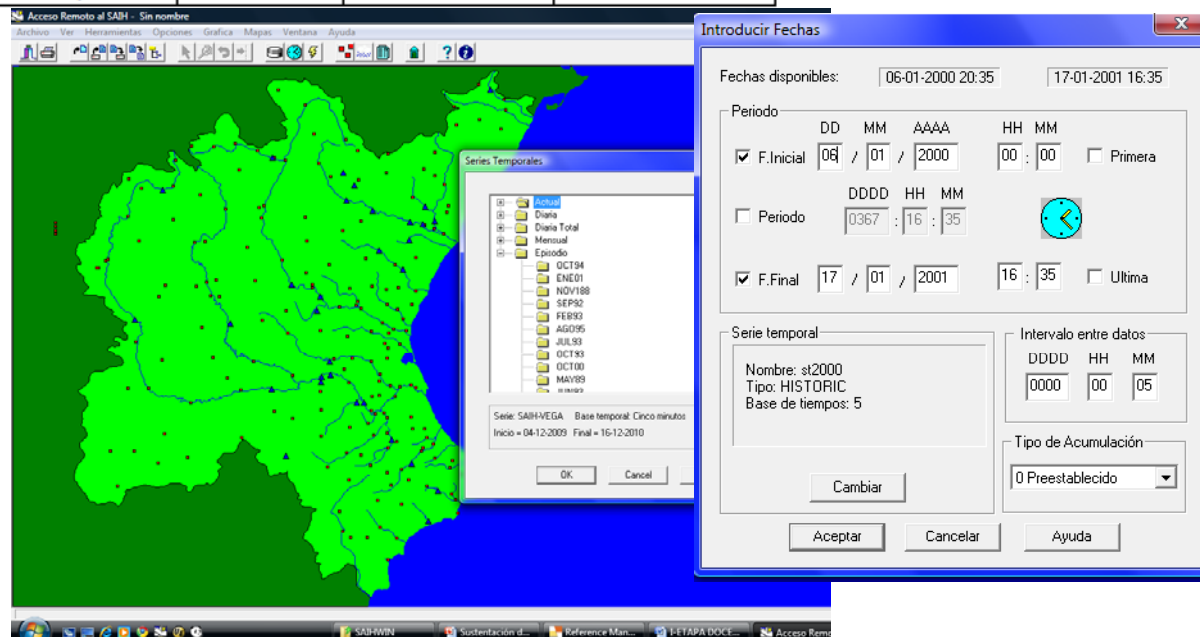 Acceso Remoto al SAIH - Sin nombre
Archivo Ver Herramientas Opciones Grafica Mapas Ventana Ayuda
Series Temporales
Actual
Diaria
Diaria Total
Mensual
Episodio
OCT94
ENE01
NOV188
SEP92
FEB93
AGO95
JUL93
OCT93
OCT00
MAY89
Serie: SAIH-VEGA Base temporal: Cinco minutos
Inicio = 04-12-2009 Final = 16-12-2010
OK Cancel
Introducir Fechas
Fechas disponibles: 06-01-2000 20:35 17-01-2001 16:35
Periodo
DD MM AAAA HH MM
F.Inicial 06 / 01 / 2000 00 : 00 Primera
DDDD HH MM
Periodo 0367 : 16 : 35
F.Final 17 / 01 / 2001 16 : 35 Ultima
Serie temporal
Nombre: st2000
Tipo: HISTORIC
Base de tiempos: 5
Cambiar
Intervalo entre datos
DDDD HH MM
0000 00 05
Tipo de Acumulación
0 Preestablecido
Aceptar Cancelar Ayuda
SAIHWIN Sustentación d... Reference Man... I-ETAPA DOCE... Acceso Remo